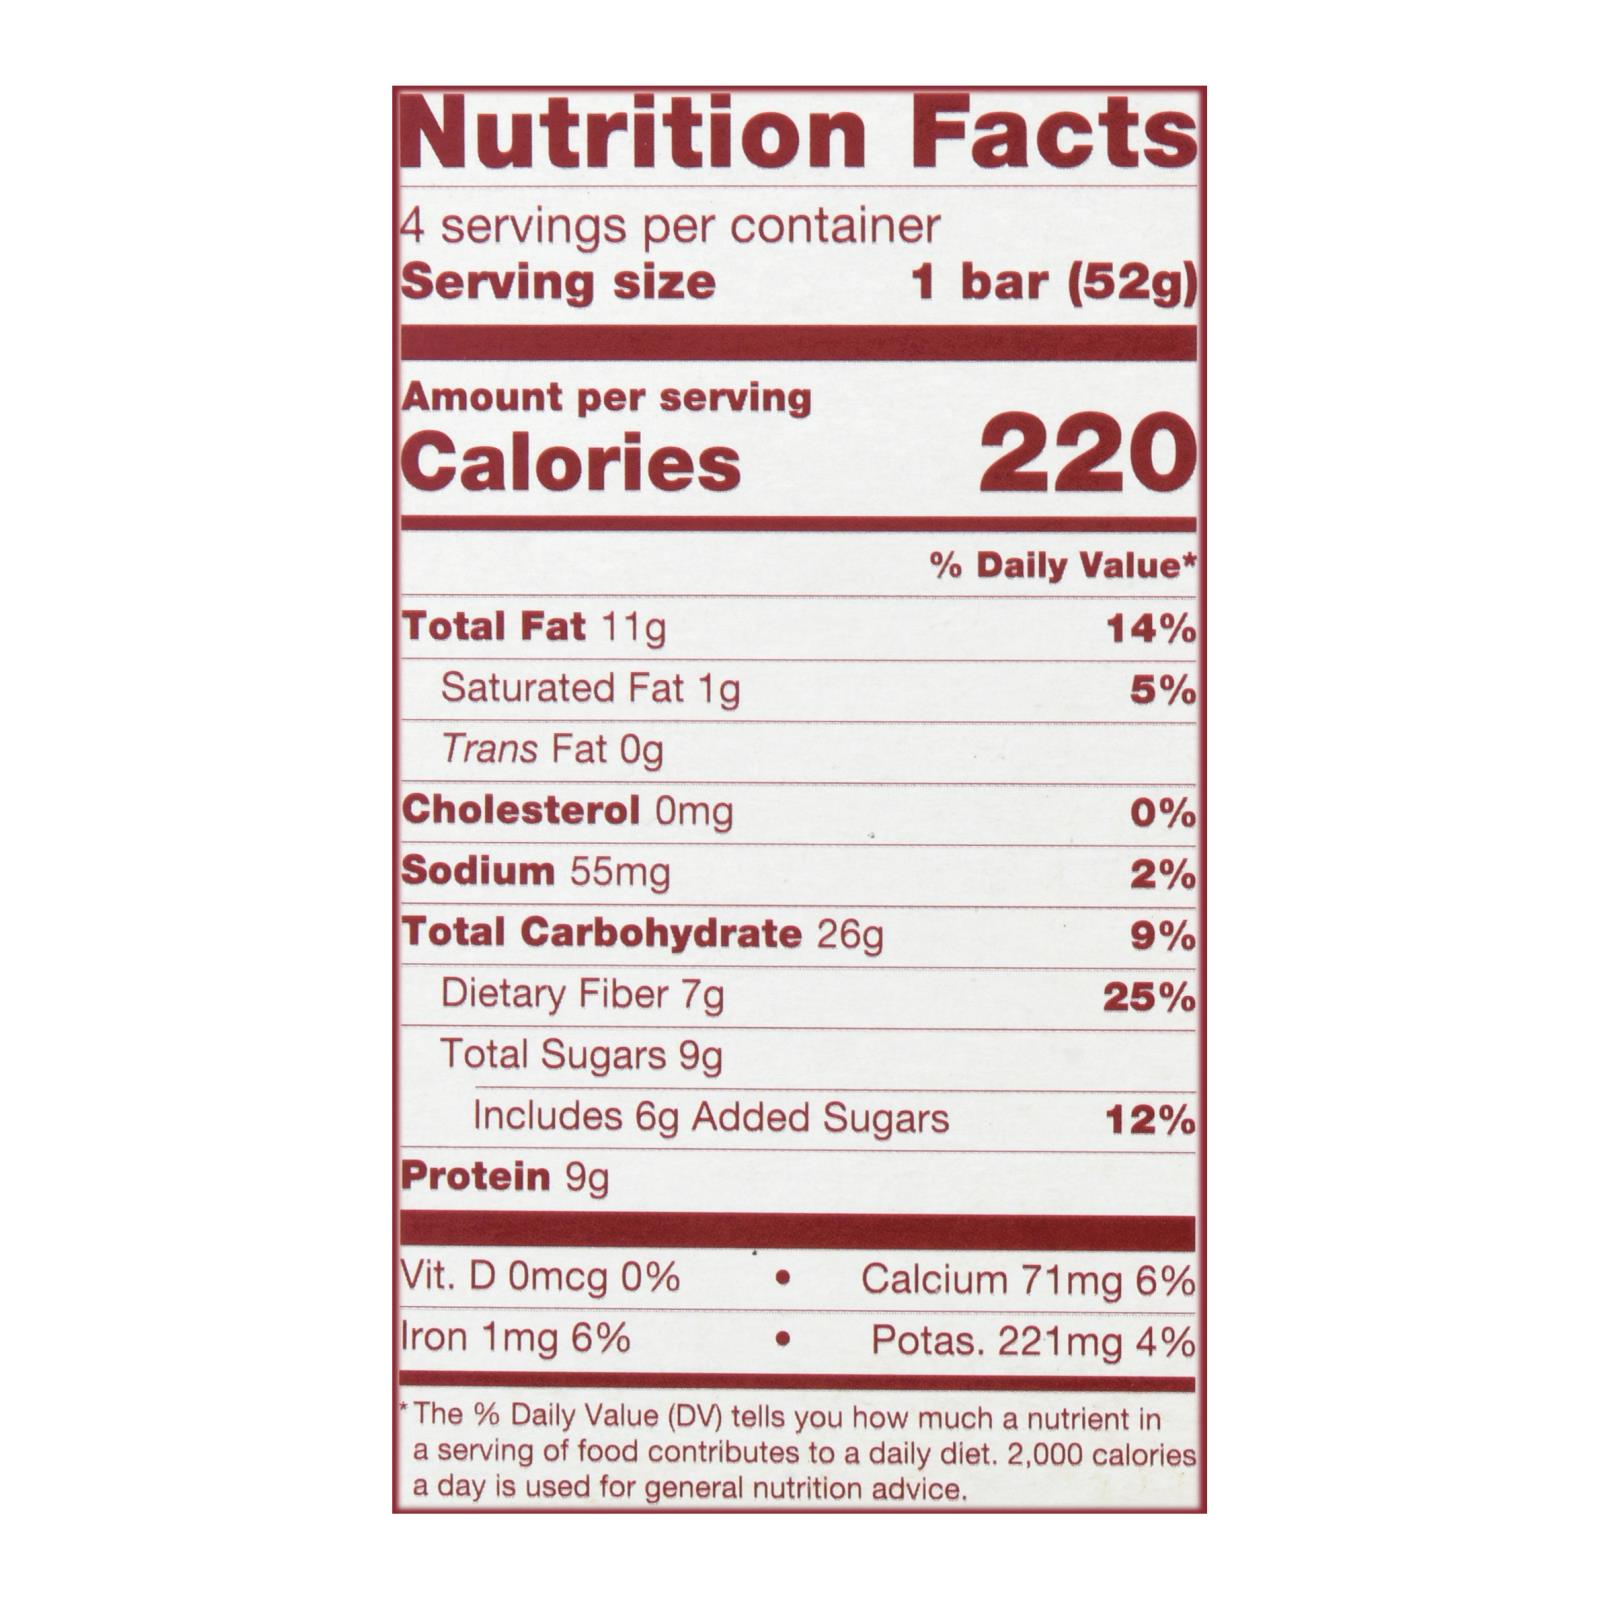 Nutrition Facts
4 servings per container
Serving size 1 bar (52g)
Amount per serving
Calories 220
% Daily Value*
Total Fat 11g 14%
Saturated Fat 1g 5%
Trans Fat 0g
Cholesterol 0mg 0%
Sodium 55mg 2%
Total Carbohydrate 26g 9%
Dietary Fiber 7g 25%
Total Sugars 9g
Includes 6g Added Sugars 12%
Protein 9g
Vit. D 0mcg 0% • Calcium 71mg 6%
Iron 1mg 6% • Potas. 221mg 4%
* The % Daily Value (DV) tells you how much a nutrient in
a serving of food contributes to a daily diet. 2,000 calories
a day is used for general nutrition advice.